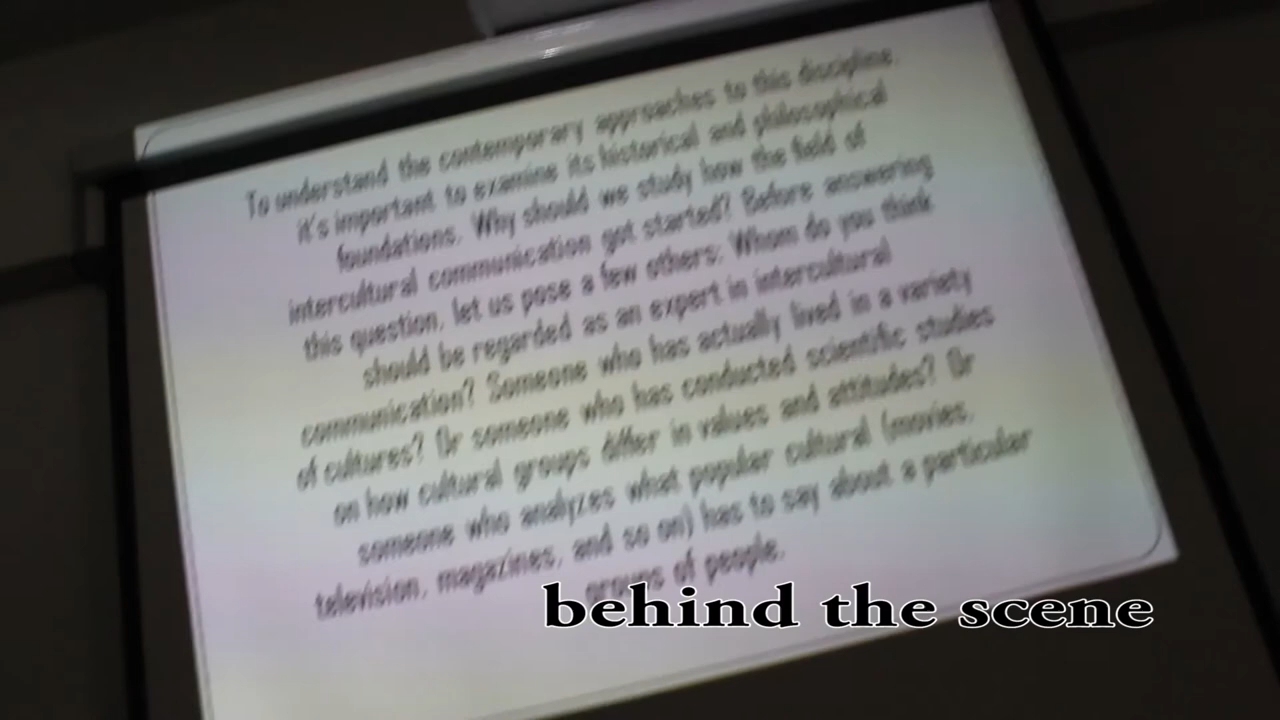 To understand the contemporary approaches to this discipline,
it's important to examine its historical and philosophical
foundations. Why should we study how the field of
intercultural communication got started? Before answering
this question, let us pose a few others: Whom do you think
should be regarded as an expert in intercultural
communication? Someone who has actually lived in a variety
of cultures? Or someone who has conducted scientific studies
on how cultural groups differ in values and attitudes? Or
someone who analyzes what popular cultural (movies,
television, magazines, and so on) has to say about a particular
groups of people.
behind the scene